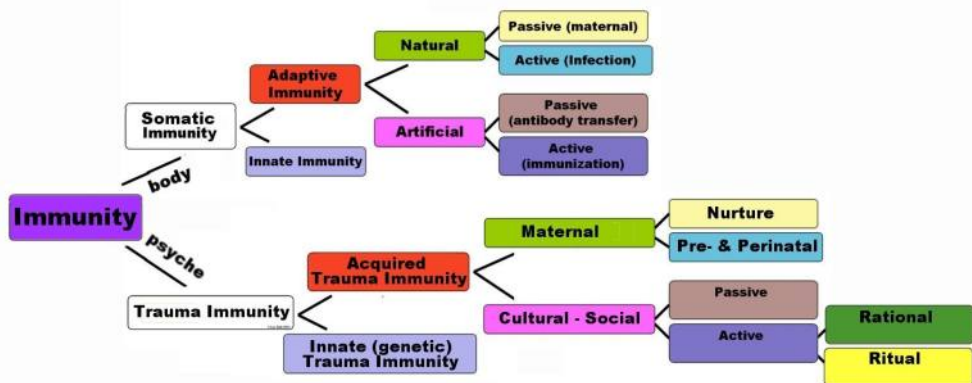 Passive (maternal)
Natural
Active (Infection)
Adaptive
Immunity
Passive
(antibody transfer)
Somatic
Immunity
Artificial
Active
(immunization)
Innate Immunity
body
Immunity
Nurture
Maternal
psyche
Pre- & Perinatal
Acquired
Trauma Immunity
Passive
Trauma Immunity
Cultural - Social
Rational
Active
Innate (genetic)
Trauma Immunity
Ritual